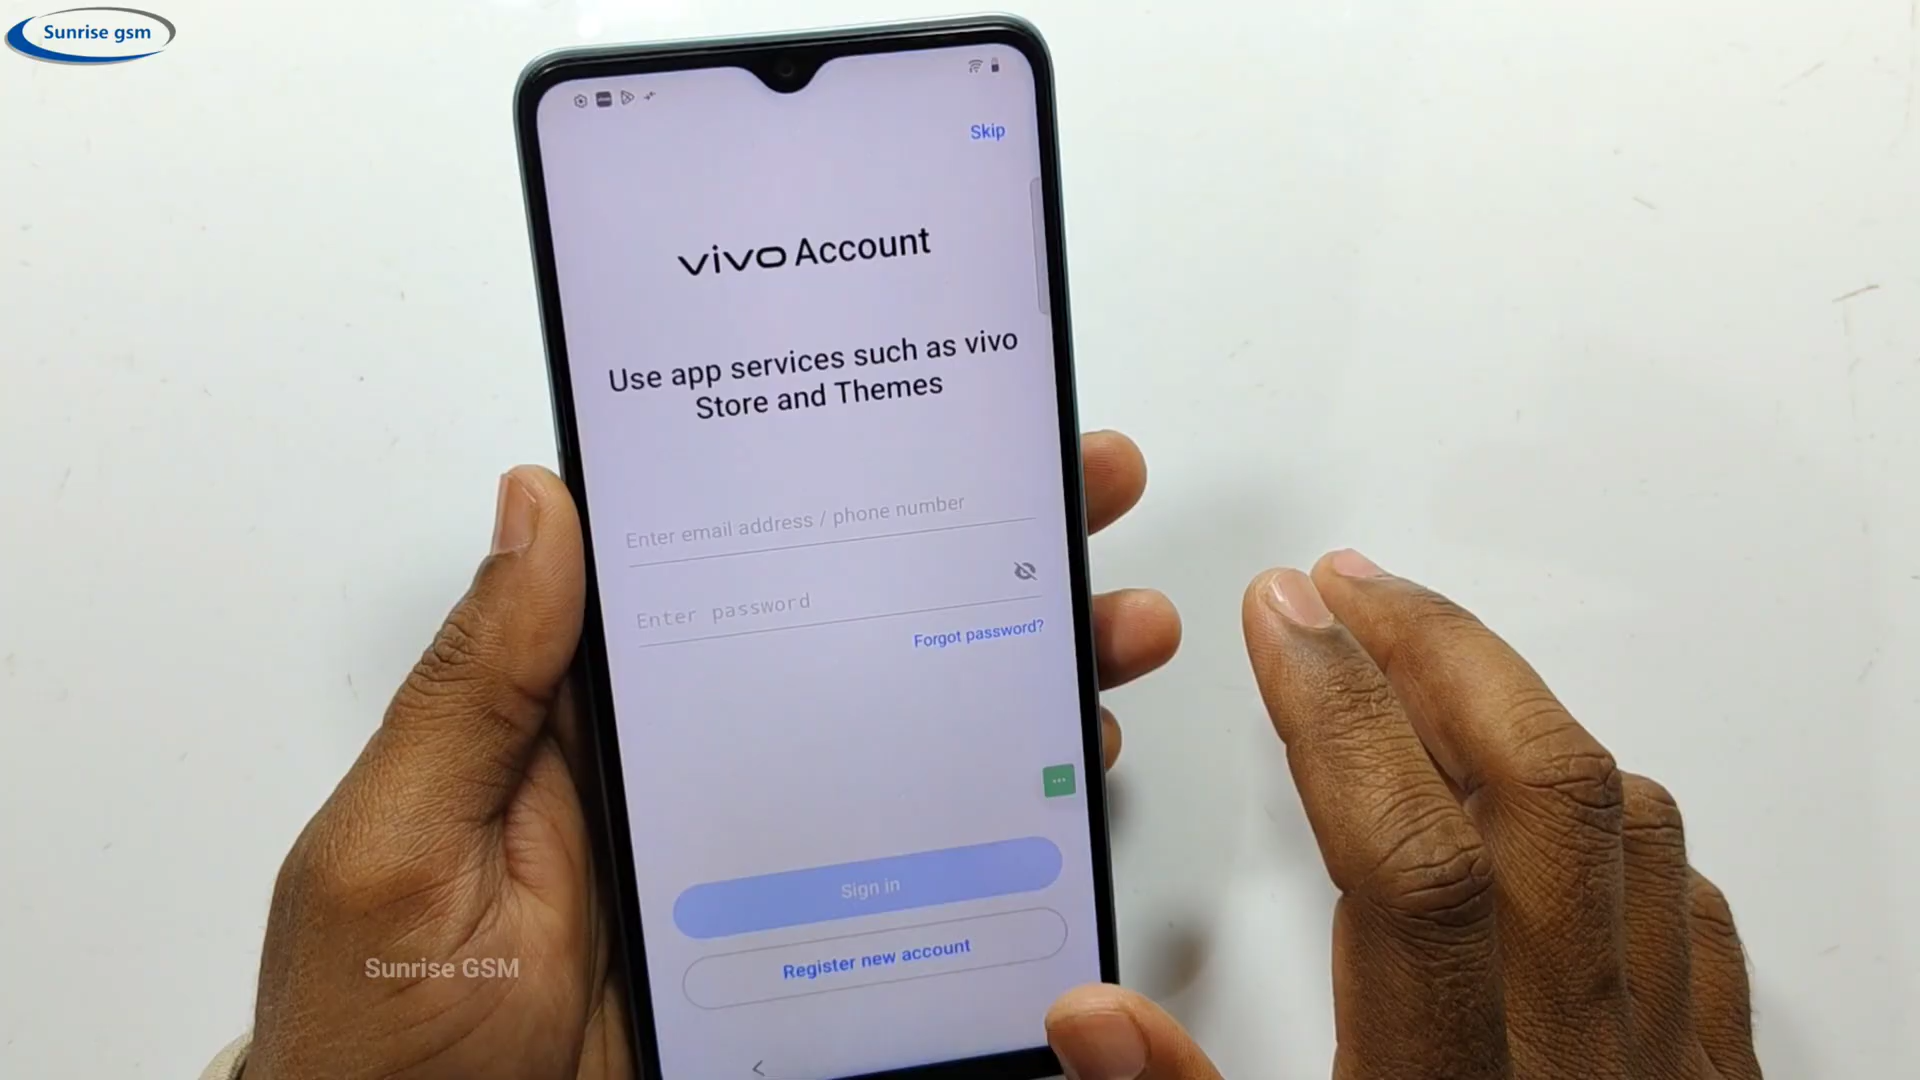 Sunrise gsm
Skip
vivo Account
Use app services such as vivo
Store and Themes
Enter email address / phone number
Enter password
Forgot password?
Sign in
Register new account
Sunrise GSM